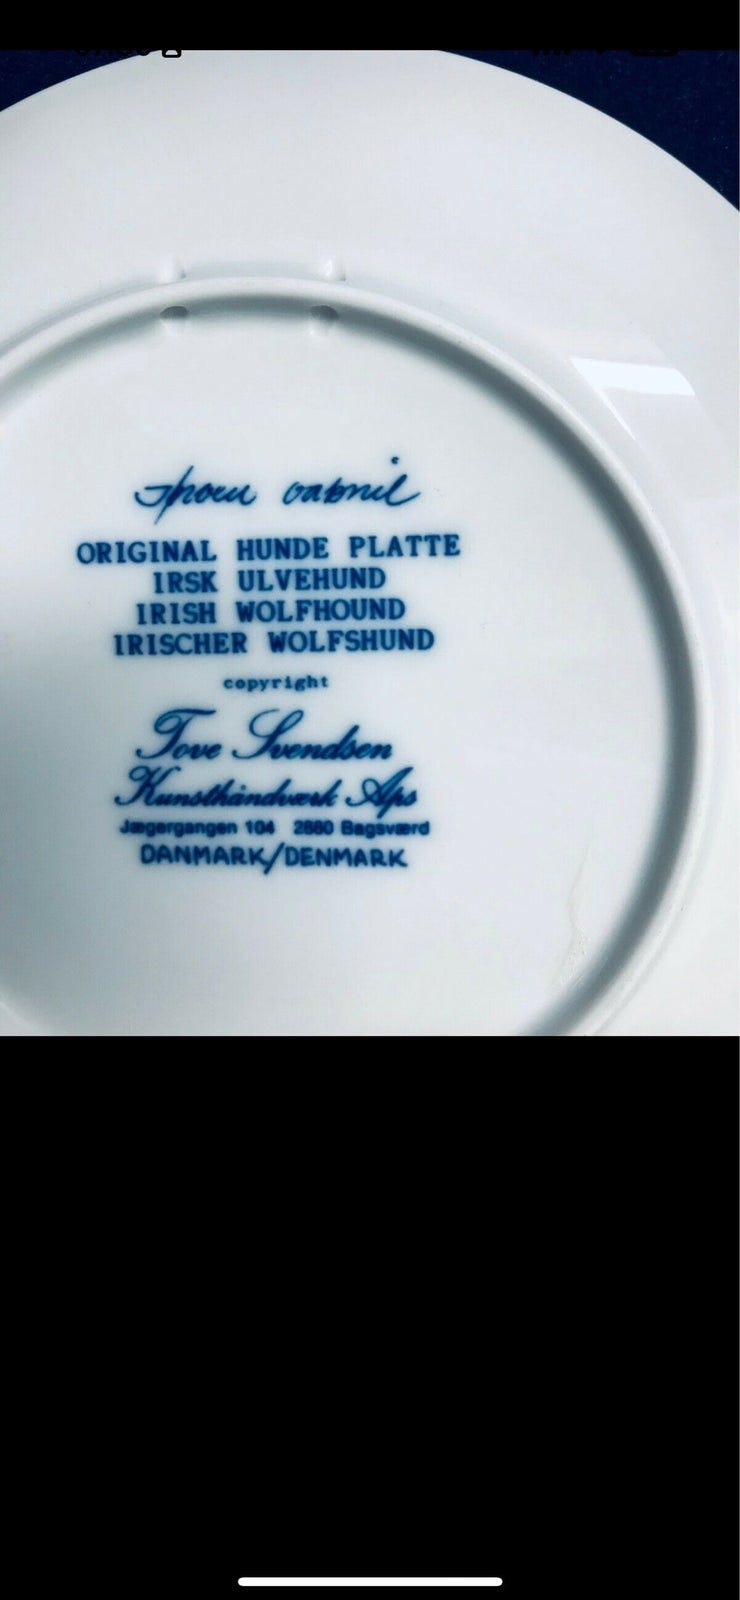 ORIGINAL HUNDE PLATTE
IRSK ULVEHUND
IRISH WOLFHOUND
IRISCHER WOLFSHUND
copyright
Tove Svendsen
Kunsthåndværk Aps
Jægergangen 104 2880 Bagsværd
DANMARK/DENMARK